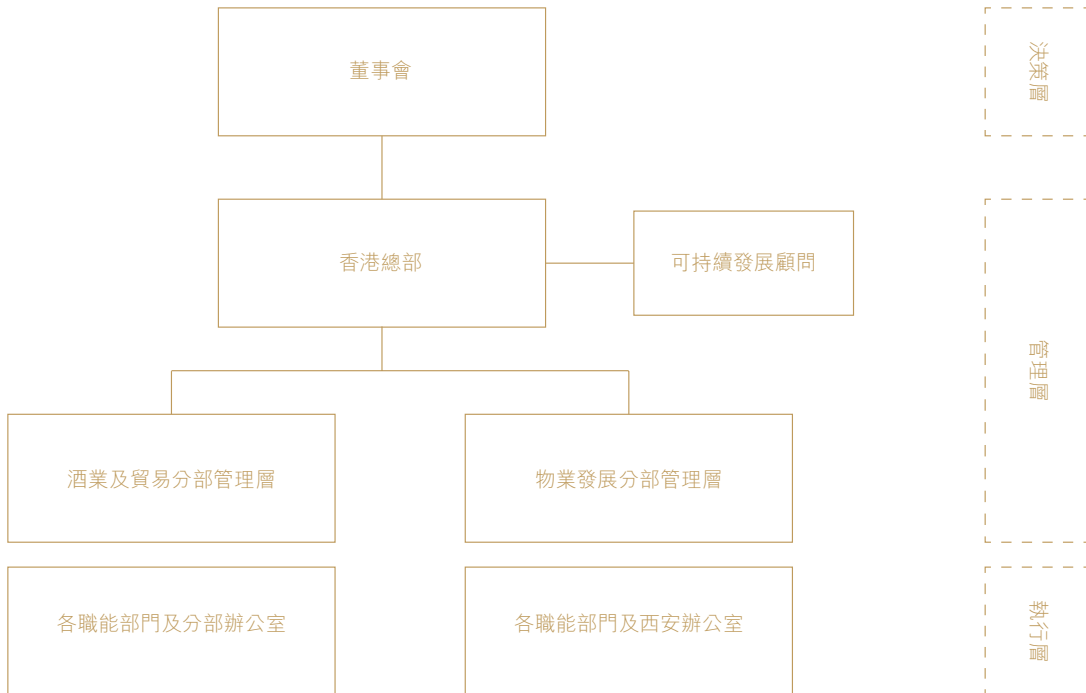 董事會
決策層
香港總部
可持續發展顧問
管理層
酒業及貿易分部管理層
物業發展分部管理層
各職能部門及分部辦公室
各職能部門及西安辦公室
執行層